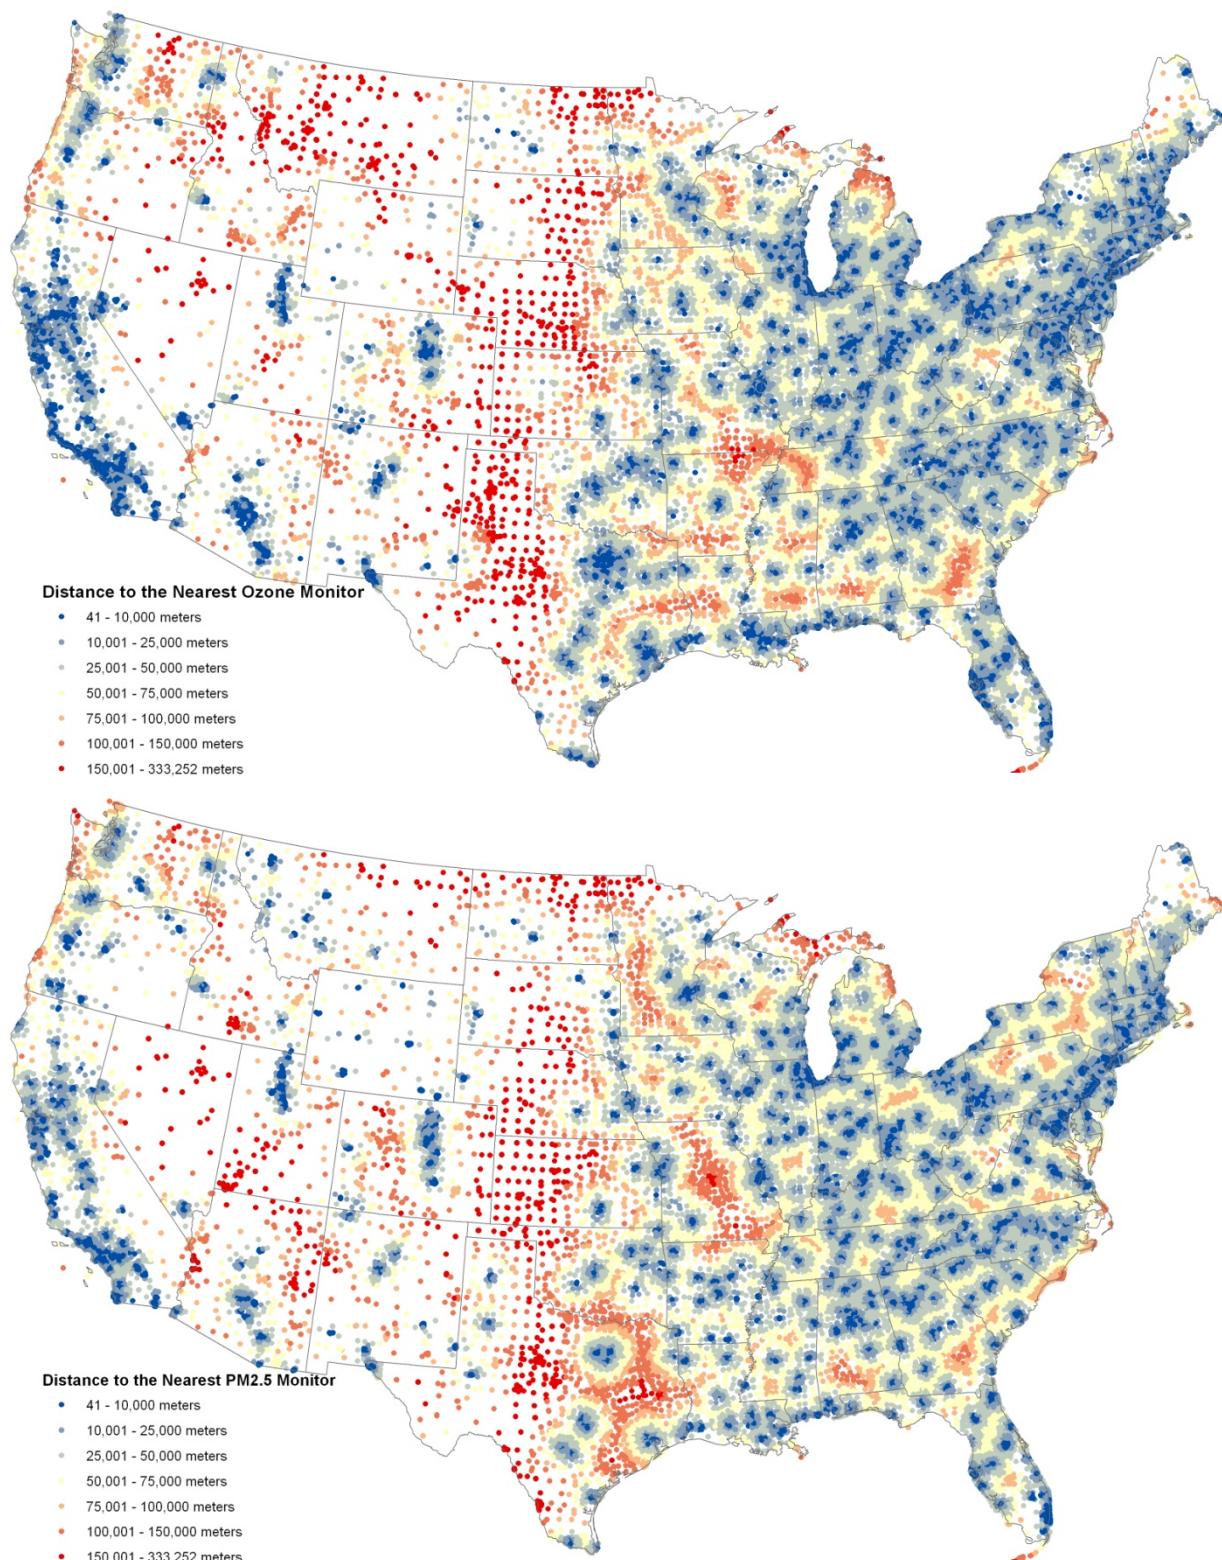 Distance to the Nearest Ozone Monitor
41 - 10,000 meters
10,001 - 25,000 meters
25,001 - 50,000 meters
50,001 - 75,000 meters
75,001 - 100,000 meters
100,001 - 150,000 meters
150,001 - 333,252 meters
Distance to the Nearest PM2.5 Monitor
41 - 10,000 meters
10,001 - 25,000 meters
25,001 - 50,000 meters
50,001 - 75,000 meters
75,001 - 100,000 meters
100,001 - 150,000 meters
150,001 - 333,252 meters